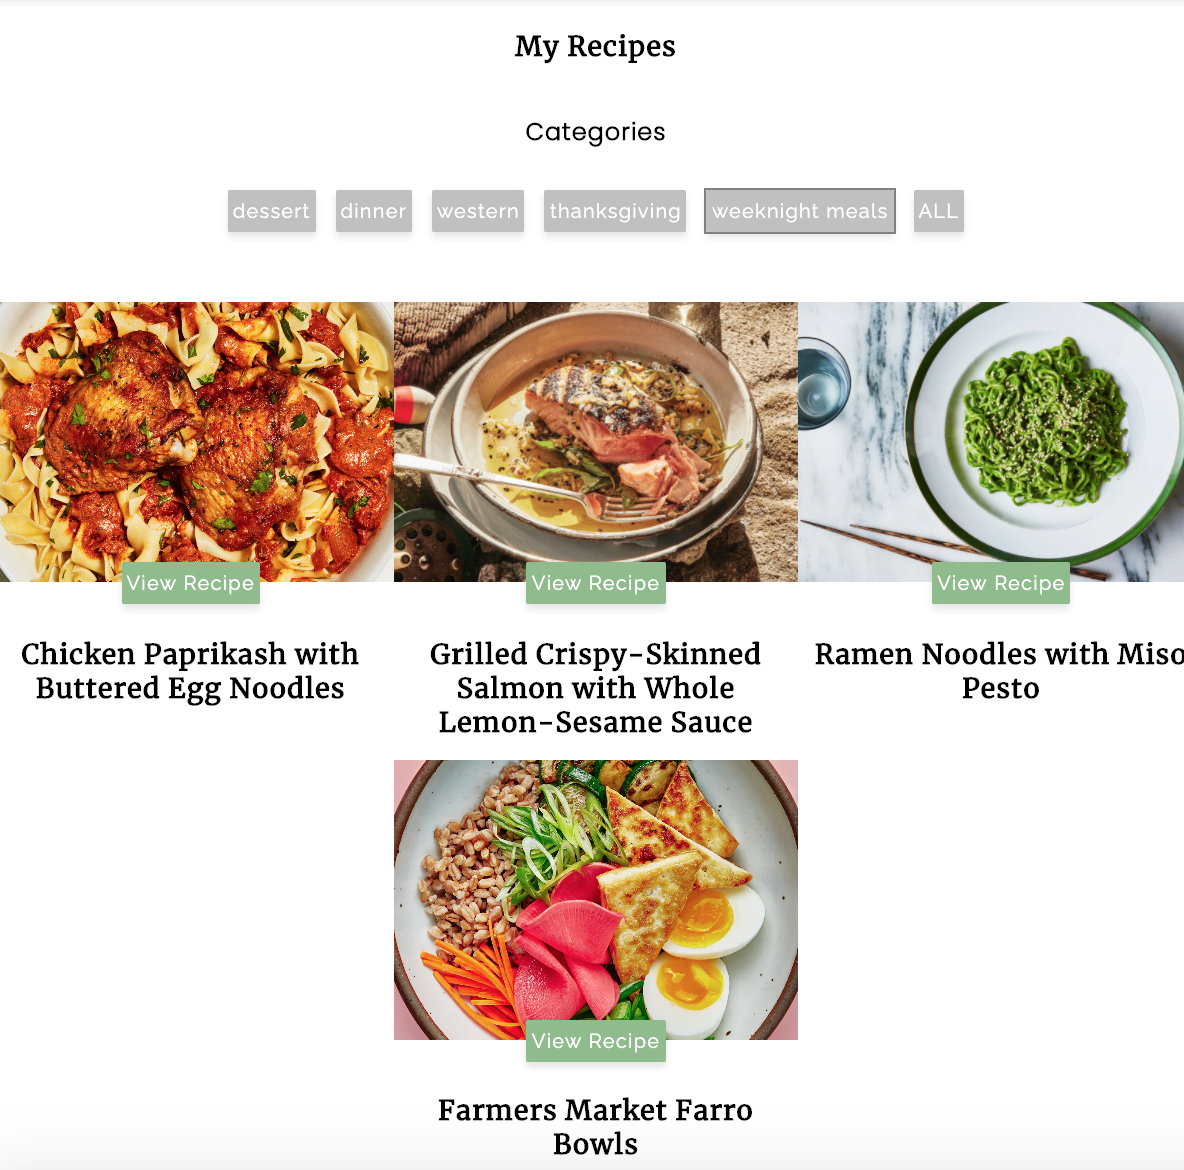 My Recipes
Categories
dessert dinner western thanksgiving weeknight meals ALL
View Recipe View Recipe View Recipe
Chicken Paprikash with
Buttered Egg Noodles
Grilled Crispy-Skinned
Salmon with Whole
Lemon-Sesame Sauce
Ramen Noodles with Miso
Pesto
View Recipe
Farmers Market Farro
Bowls